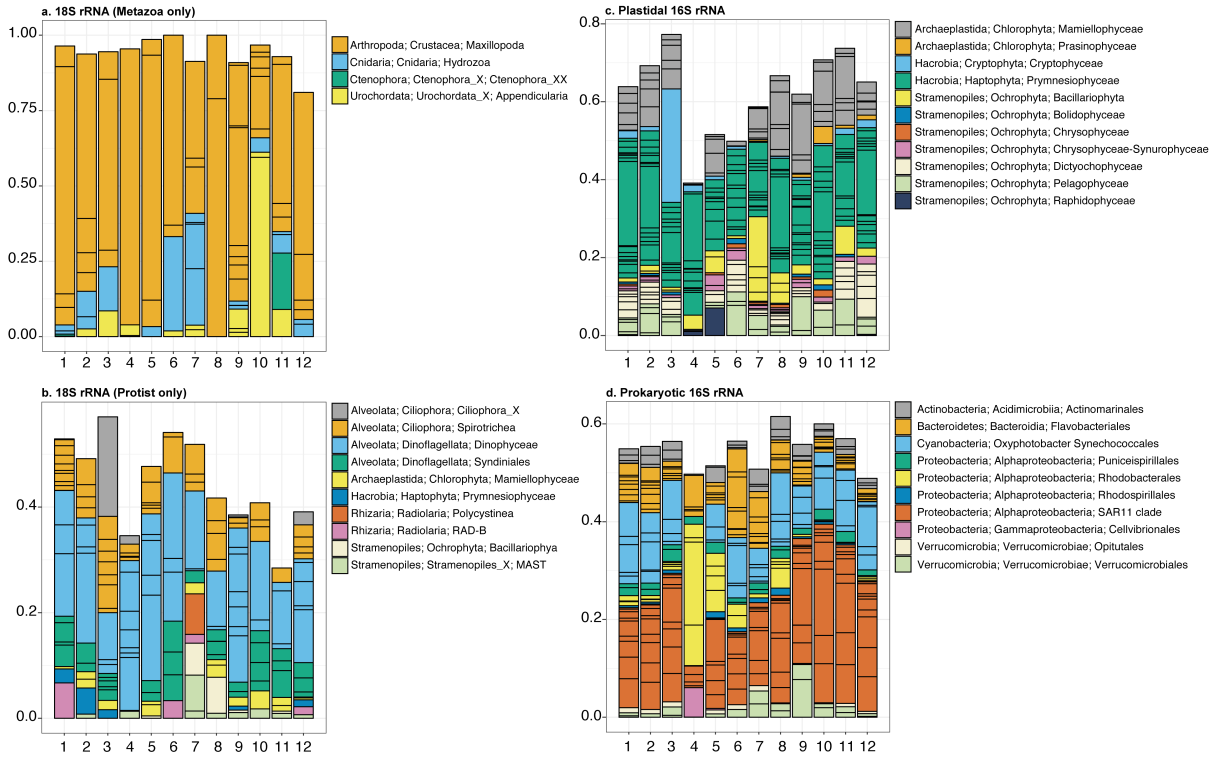 a. 18S rRNA (Metazoa only)
1.00
0.75
0.50
0.25
0.00
1 2 3 4 5 6 7 8 9 10 11 12
Arthropoda; Crustacea; Maxillopoda
Cnidaria; Cnidaria; Hydrozoa
Ctenophora; Ctenophora_X; Ctenophora_XX
Urochordata; Urochordata_X; Appendicularia
b. 18S rRNA (Protist only)
0.4
0.2
0.0
1 2 3 4 5 6 7 8 9 10 11 12
Alveolata; Ciliophora; Ciliophora_X
Alveolata; Ciliophora; Spirotrichea
Alveolata; Dinoflagellata; Dinophyceae
Alveolata; Dinoflagellata; Syndiniales
Archaeplastida; Chlorophyta; Mamiellophyceae
Hacrobia; Haptophyta; Prymnesiophyceae
Rhizaria; Radiolaria; Polycystinea
Rhizaria; Radiolaria; RAD-B
Stramenopiles; Ochrophyta; Bacillariophya
Stramenopiles; Stramenopiles_X; MAST
c. Plastidal 16S rRNA
0.8
0.6
0.4
0.2
0.0
1 2 3 4 5 6 7 8 9 10 11 12
Archaeplastida; Chlorophyta; Mamiellophyceae
Archaeplastida; Chlorophyta; Prasinophyceae
Hacrobia; Cryptophyta; Cryptophyceae
Hacrobia; Haptophyta; Prymnesiophyceae
Stramenopiles; Ochrophyta; Bacillariophyta
Stramenopiles; Ochrophyta; Bolidophyceae
Stramenopiles; Ochrophyta; Chrysophyceae
Stramenopiles; Ochrophyta; Chrysophyceae-Synurophyceae
Stramenopiles; Ochrophyta; Dictyochophyceae
Stramenopiles; Ochrophyta; Pelagophyceae
Stramenopiles; Ochrophyta; Raphidophyceae
d. Prokaryotic 16S rRNA
0.6
0.4
0.2
0.0
1 2 3 4 5 6 7 8 9 10 11 12
Actinobacteria; Acidimicrobiia; Actinomarinales
Bacteroidetes; Bacteroidia; Flavobacteriales
Cyanobacteria; Oxyphotobacter Synechococcales
Proteobacteria; Alphaproteobacteria; Puniceispirillales
Proteobacteria; Alphaproteobacteria; Rhodobacterales
Proteobacteria; Alphaproteobacteria; Rhodospirillales
Proteobacteria; Alphaproteobacteria; SAR11 clade
Proteobacteria; Gammaproteobacteria; Cellvibrionales
Verrucomicrobia; Verrucomicrobiae; Opitutales
Verrucomicrobia; Verrucomicrobiae; Verrucomicrobiales